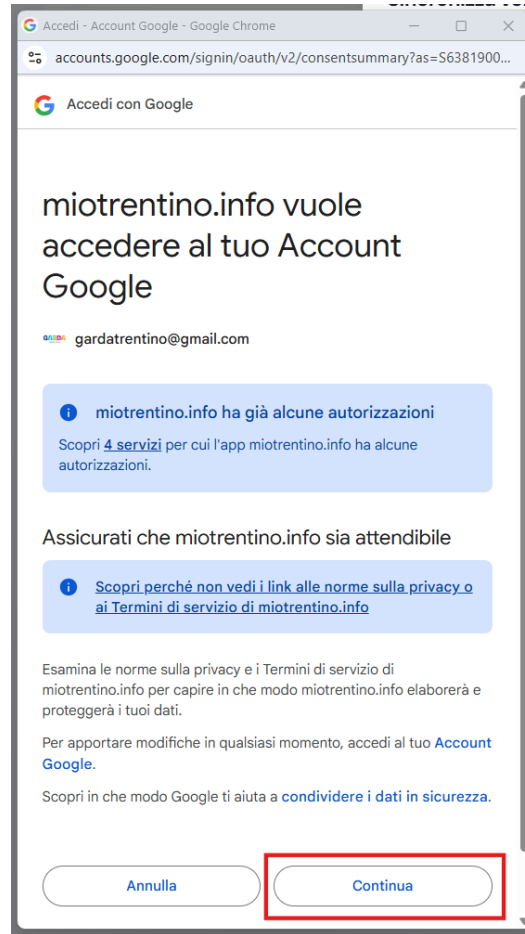 Accedi - Account Google - Google Chrome
accounts.google.com/signin/oauth/v2/consentsummary?as=S6381900...
Accedi con Google
miotrentino.info vuole
accedere al tuo Account
Google
gardatrentino@gmail.com
miotrentino.info ha già alcune autorizzazioni
Scopri 4 servizi per cui l'app miotrentino.info ha alcune
autorizzazioni.
Assicurati che miotrentino.info sia attendibile
Scopri perché non vedi i link alle norme sulla privacy o
ai Termini di servizio di miotrentino.info
Esamina le norme sulla privacy e i Termini di servizio di
miotrentino.info per capire in che modo miotrentino.info elaborerà e
proteggerà i tuoi dati.
Per apportare modifiche in qualsiasi momento, accedi al tuo Account
Google.
Scopri in che modo Google ti aiuta a condividere i dati in sicurezza.
Annulla
Continua